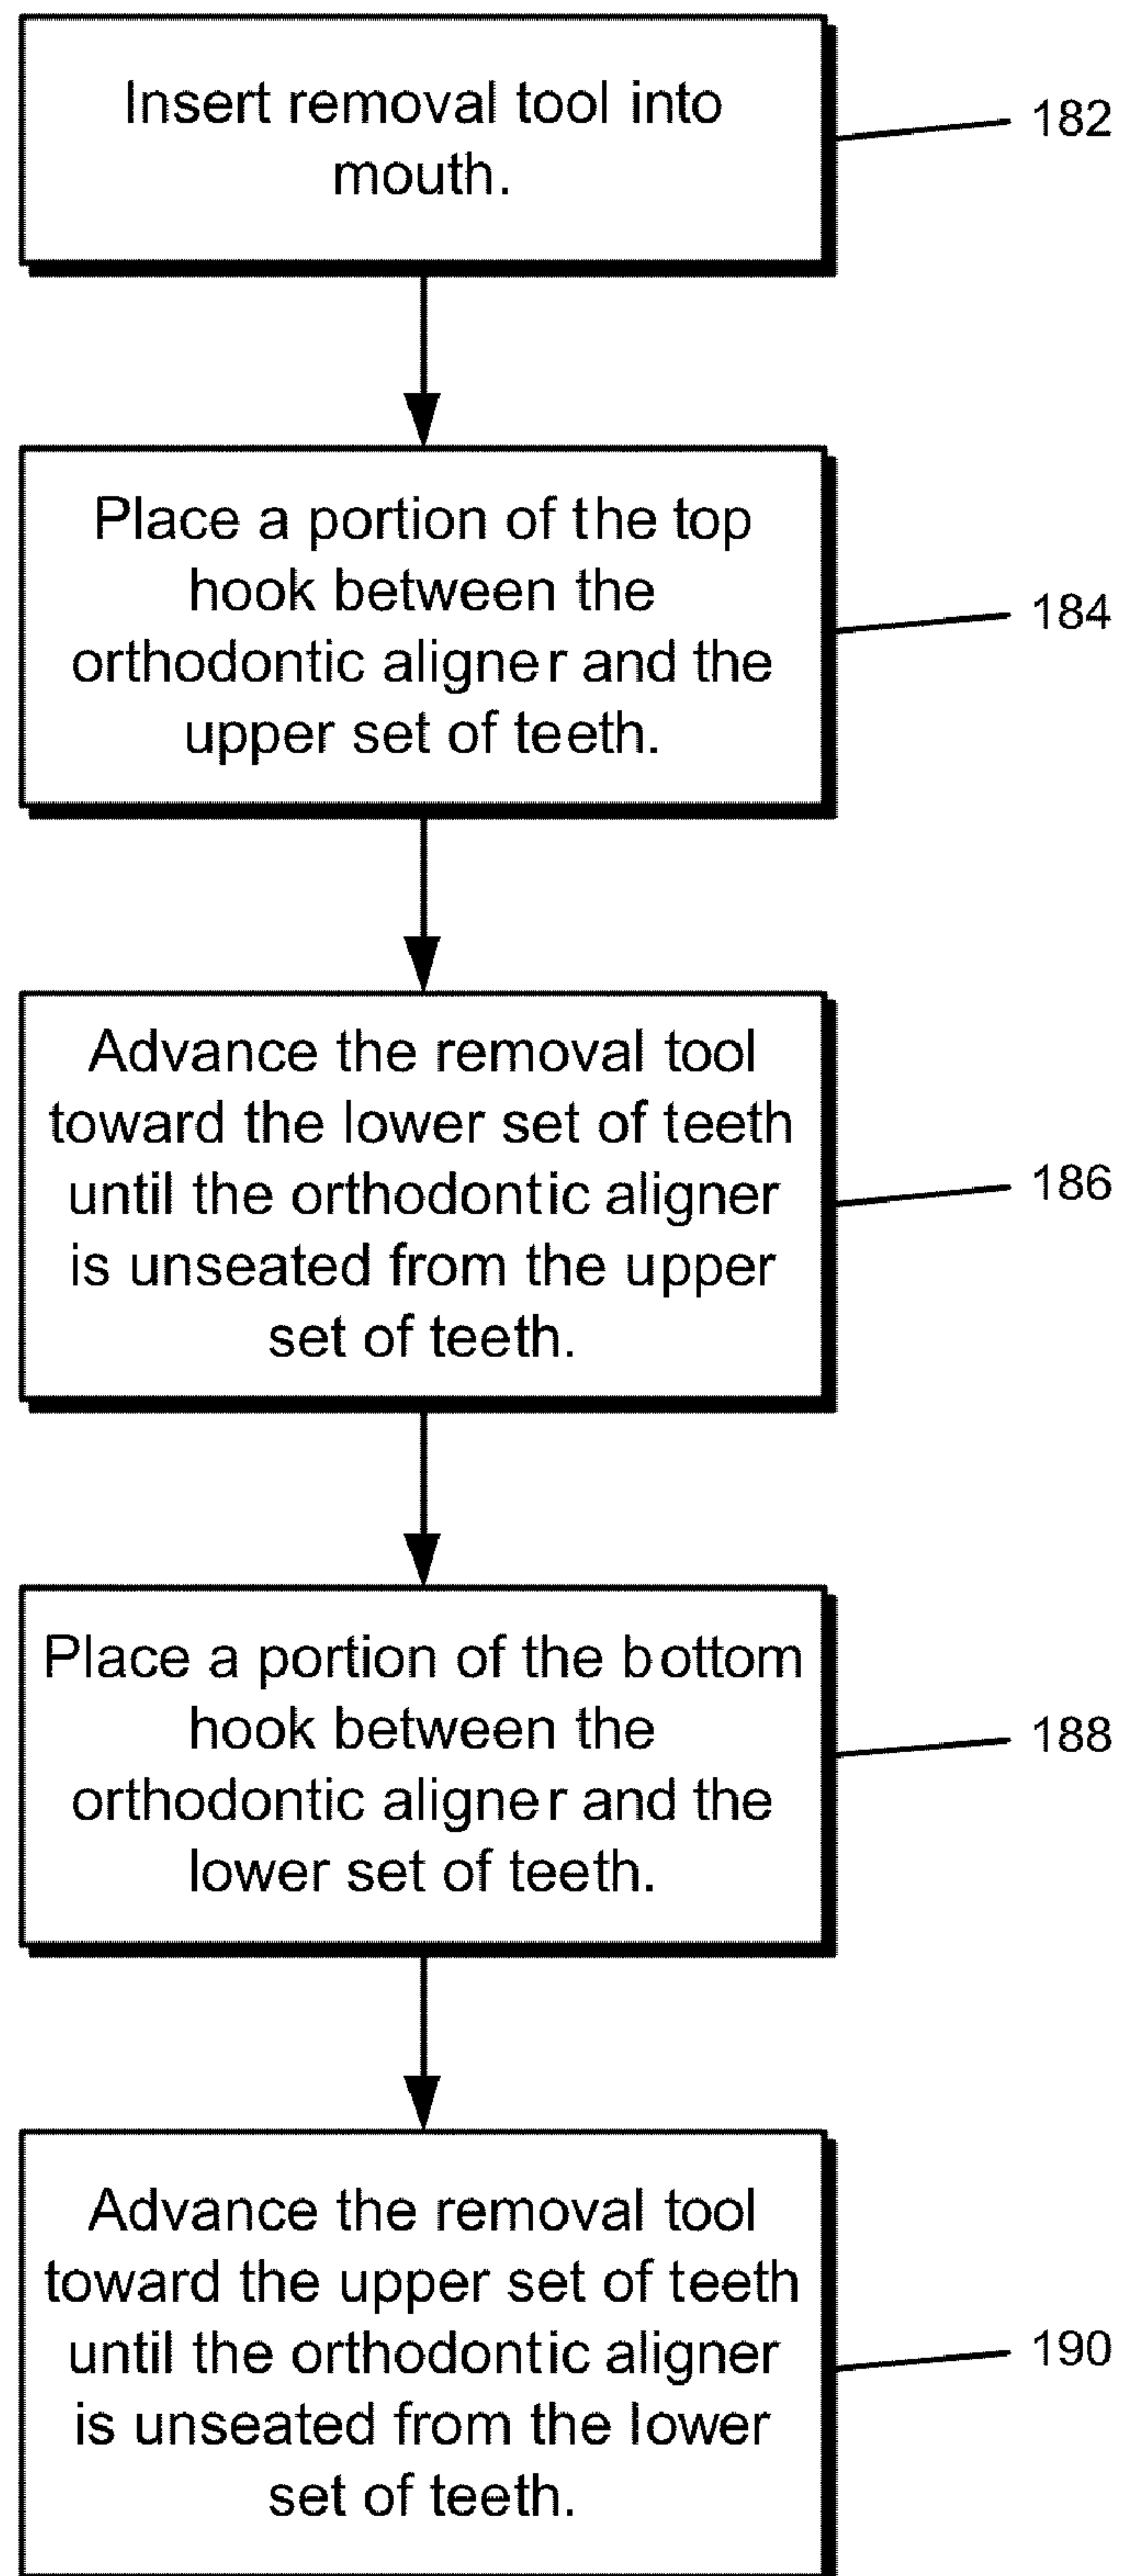 Insert removal tool into
mouth.
182
Place a portion of the top
hook between the
orthodontic aligner and the
upper set of teeth.
184
Advance the removal tool
toward the lower set of teeth
until the orthodontic aligner
is unseated from the upper
set of teeth.
186
Place a portion of the bottom
hook between the
orthodontic aligner and the
lower set of teeth.
188
Advance the removal tool
toward the upper set of teeth
until the orthodontic aligner
is unseated from the lower
set of teeth.
190